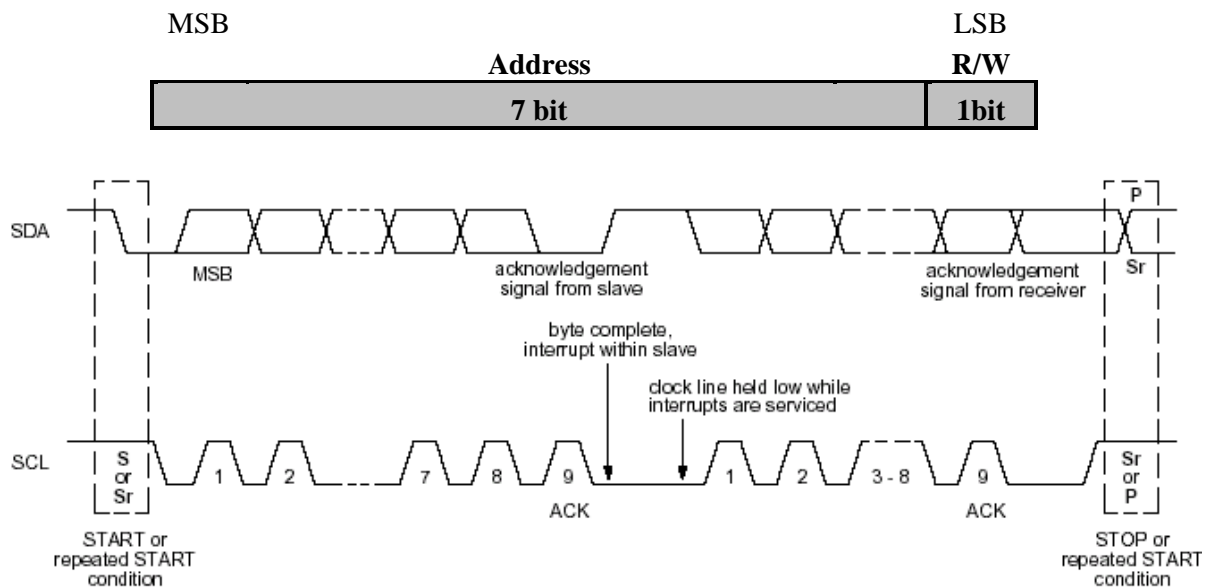 MSB LSB
Address R/W
7 bit 1bit
P
SDA
MSB
acknowledgement
signal from slave
acknowledgement
signal from receiver
Sr
byte complete,
interrupt within slave
clock line held low while
interrupts are serviced
SCL
S
or
Sr
1 2 7 8 9 1 2 3 - 8 9
Sr
or
P
ACK ACK
START or
repeated START
condition
STOP or
repeated START
condition